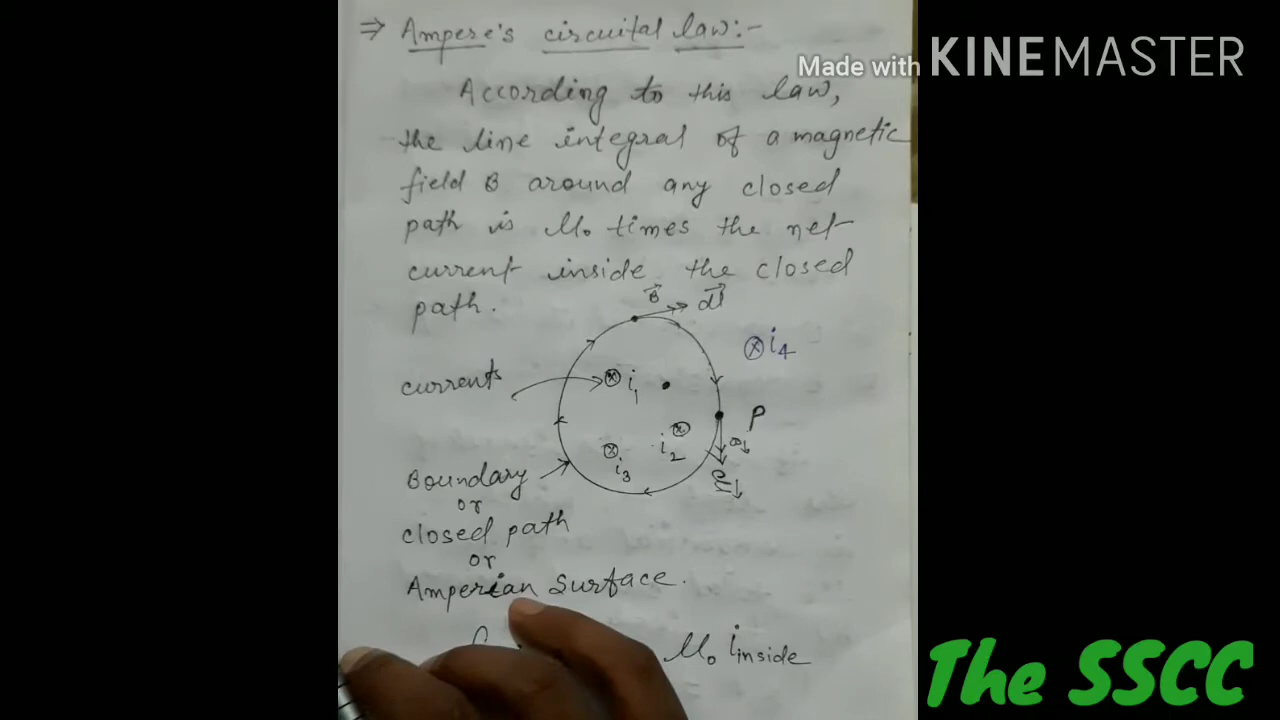 ⇒ Ampere's circuital law:-
Made with KINEMASTER
According to this law,
the line integral of a magnetic
field B around any closed
path is μ₀ times the net
current inside the closed
path.
B⃗ dl⃗
⊗ i₄
currents
⊗ i₁
P
⊗ i₂
B⃗
⊗ i₃
dl⃗
Boundary
or
closed path
or
Amperian Surface.
μ₀ i inside
The SSCC